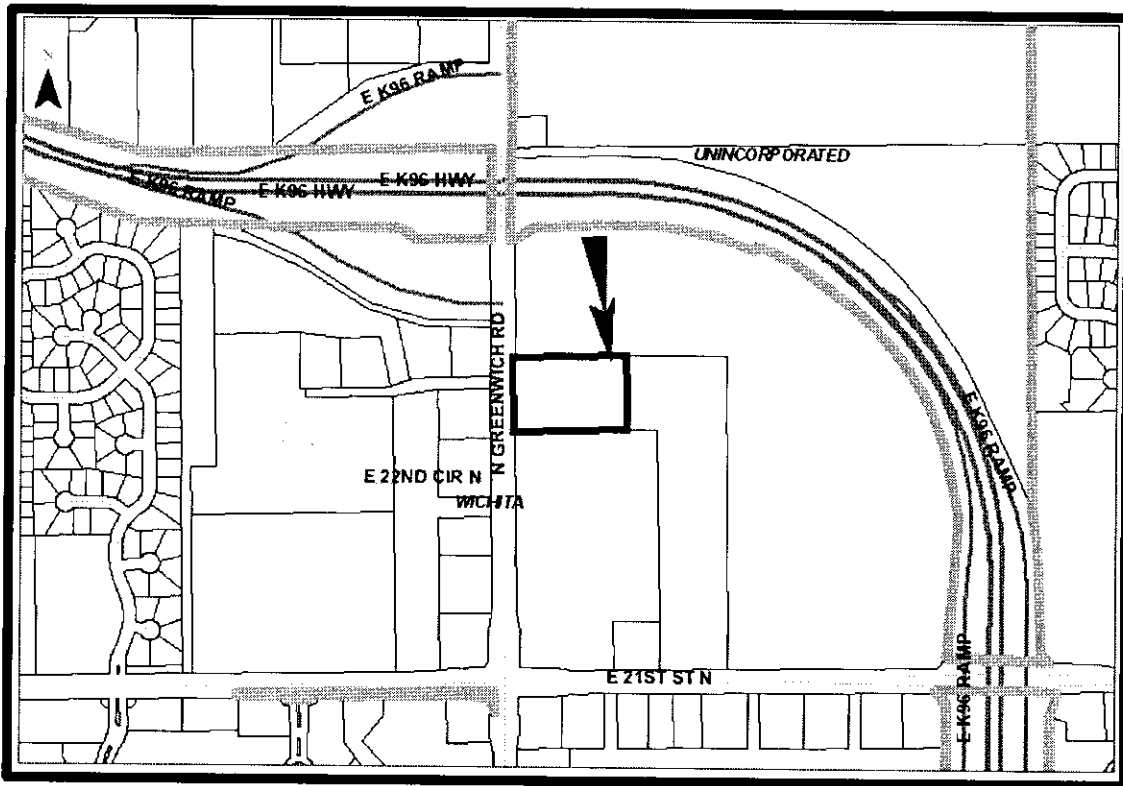 E K96 RAMP
UNINCORPORATED
E K96 HWY
E K96 RAMP
E K96 HWY
N GREENWICH RD
E K96 RAMP
E 22ND CIR N
WICHITA
E K96 RAMP
E 21ST ST N